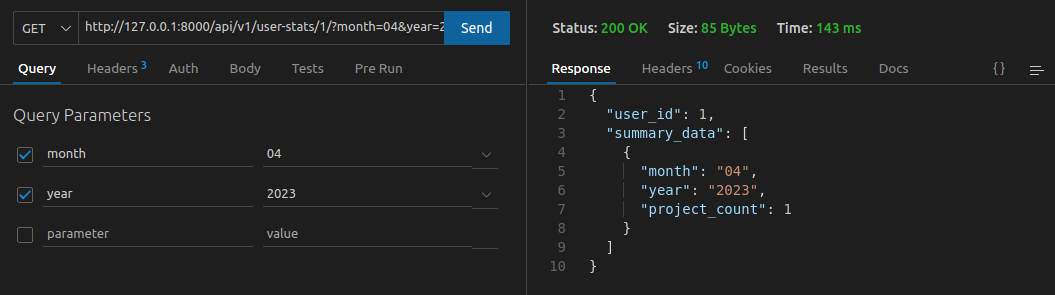 GET http://127.0.0.1:8000/api/v1/user-stats/1/?month=04&year=2 Send
Query Headers 3 Auth Body Tests Pre Run
Query Parameters
month 04
year 2023
parameter value
Status: 200 OK Size: 85 Bytes Time: 143 ms
Response Headers 10 Cookies Results Docs {}
1 {
2 "user_id": 1,
3 "summary_data": [
4 {
5 "month": "04",
6 "year": "2023",
7 "project_count": 1
8 }
9 ]
10 }